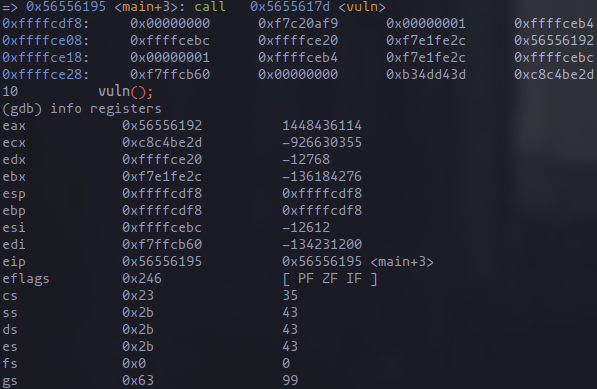 => 0x56556195 <main+3>: call   0x5655617d <vuln>
0xffffcdf8:     0x00000000      0xf7c20af9      0x00000001      0xffffceb4
0xffffce08:     0xffffcebc      0xffffce20      0xf7e1fe2c      0x56556192
0xffffce18:     0x00000001      0xffffceb4      0xf7e1fe2c      0xffffcebc
0xffffce28:     0xf7ffcb60      0x00000000      0xb34dd43d      0xc8c4be2d
10          vuln();
(gdb) info registers
eax            0x56556192          1448436114
ecx            0xc8c4be2d          -926630355
edx            0xffffce20          -12768
ebx            0xf7e1fe2c          -136184276
esp            0xffffcdf8          0xffffcdf8
ebp            0xffffcdf8          0xffffcdf8
esi            0xffffcebc          -12612
edi            0xf7ffcb60          -134231200
eip            0x56556195          0x56556195 <main+3>
eflags         0x246               [ PF ZF IF ]
cs             0x23                35
ss             0x2b                43
ds             0x2b                43
es             0x2b                43
fs             0x0                 0
gs             0x63                99